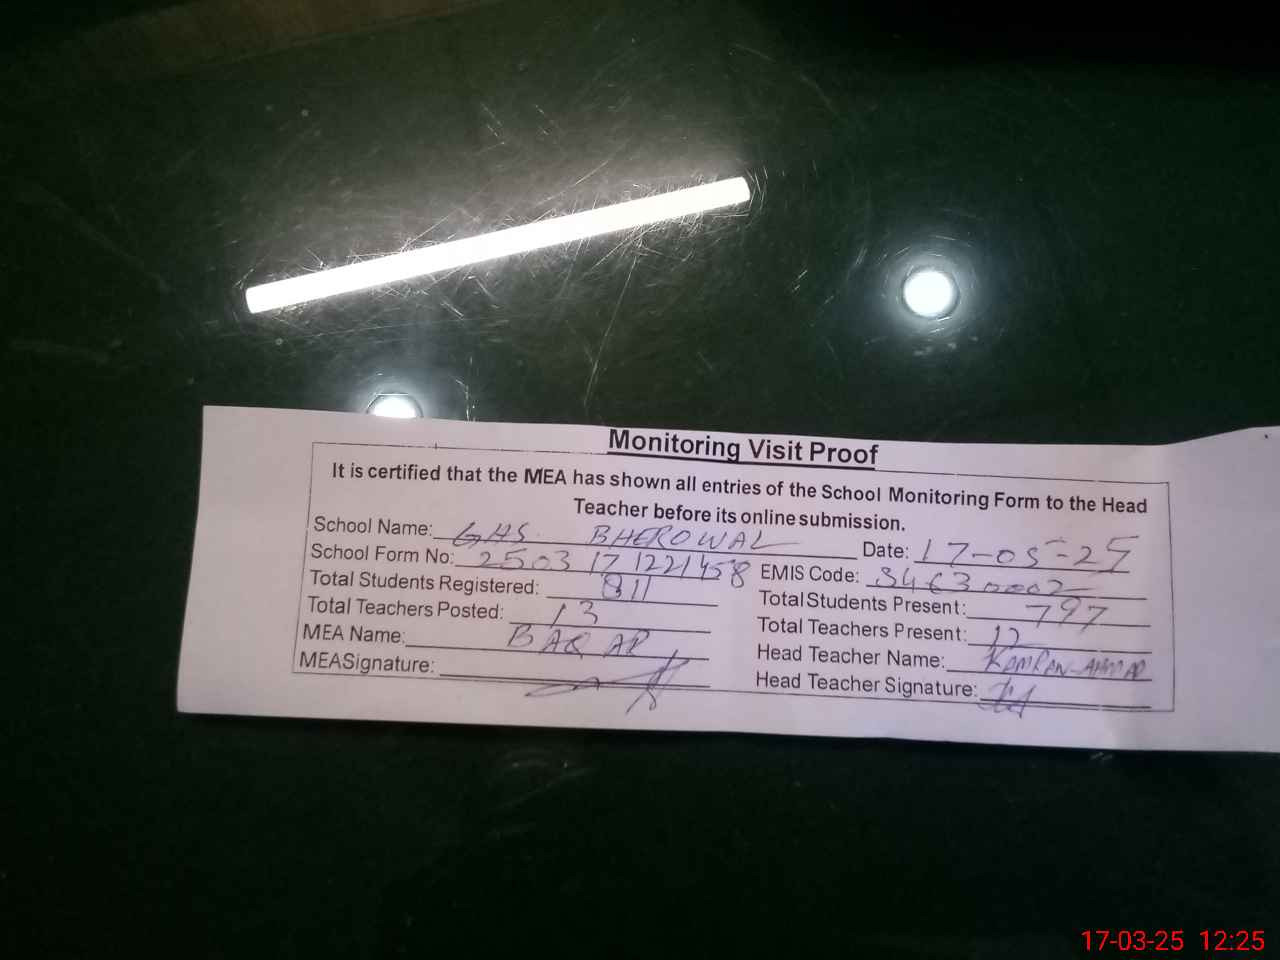 Monitoring Visit Proof
It is certified that the MEA has shown all entries of the School Monitoring Form to the Head
Teacher before its online submission.
School Name: GHS BHEROWAL Date: 17-03-25
School Form No: 2503 17 1221458 EMIS Code: 34630002
Total Students Registered: 811 Total Students Present: 797
Total Teachers Posted: 13 Total Teachers Present: 12
MEA Name: BAQAR Head Teacher Name: KAMRAN-AHMAD
MEASignature: Head Teacher Signature:
17-03-25 12:25